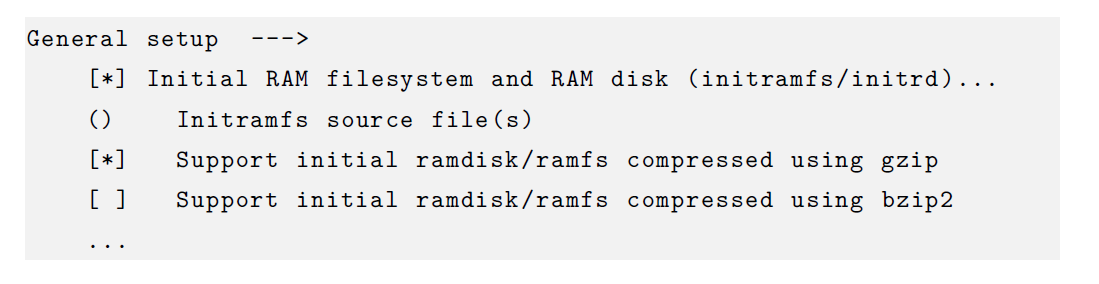 General setup  --->
    [*] Initial RAM filesystem and RAM disk (initramfs/initrd)...
    ()    Initramfs source file(s)
    [*]   Support initial ramdisk/ramfs compressed using gzip
    [ ]   Support initial ramdisk/ramfs compressed using bzip2
    ...